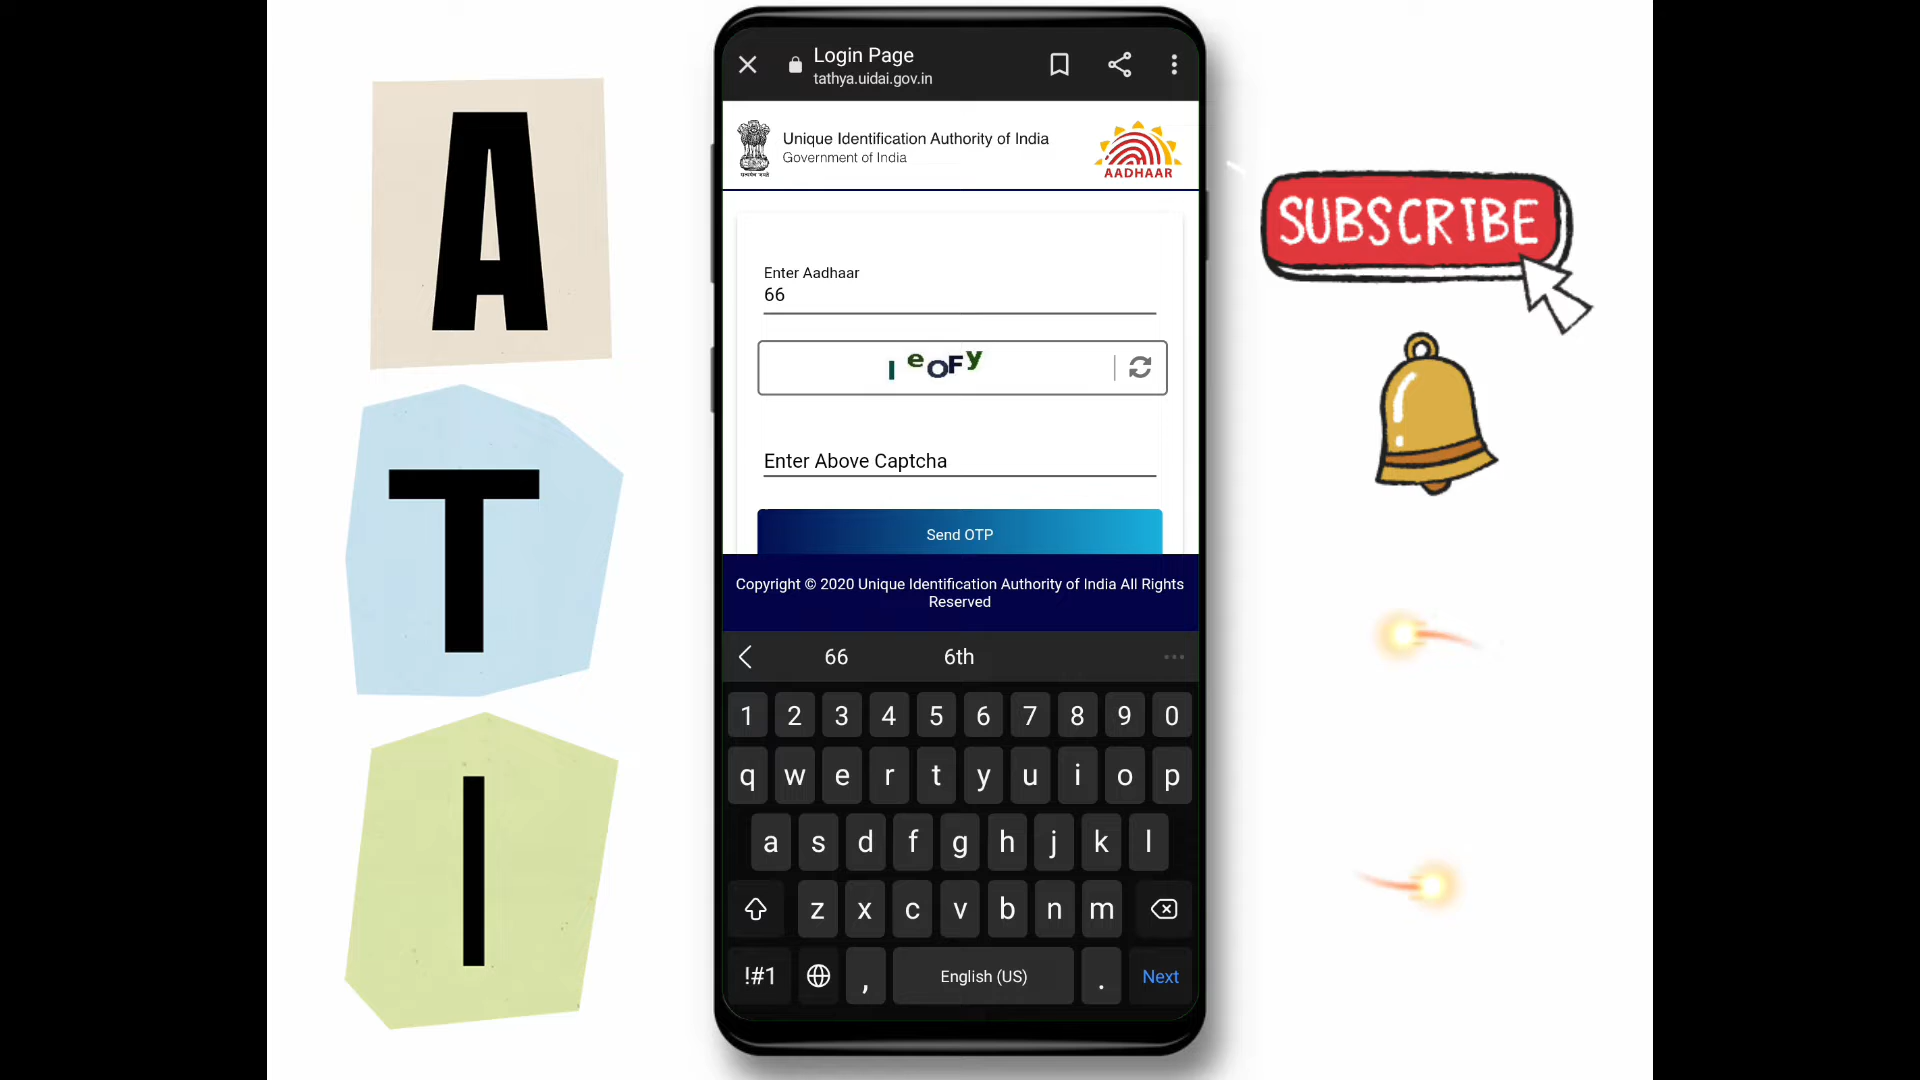 A
T
I
Login Page
tathya.uidai.gov.in
Unique Identification Authority of India
Government of India
AADHAAR
Enter Aadhaar
66
IeOFy
Enter Above Captcha
Send OTP
Copyright © 2020 Unique Identification Authority of India All Rights
Reserved
66 6th ...
1 2 3 4 5 6 7 8 9 0
q w e r t y u i o p
a s d f g h j k l
z x c v b n m
!#1 , English (US) . Next
SUBSCRIBE